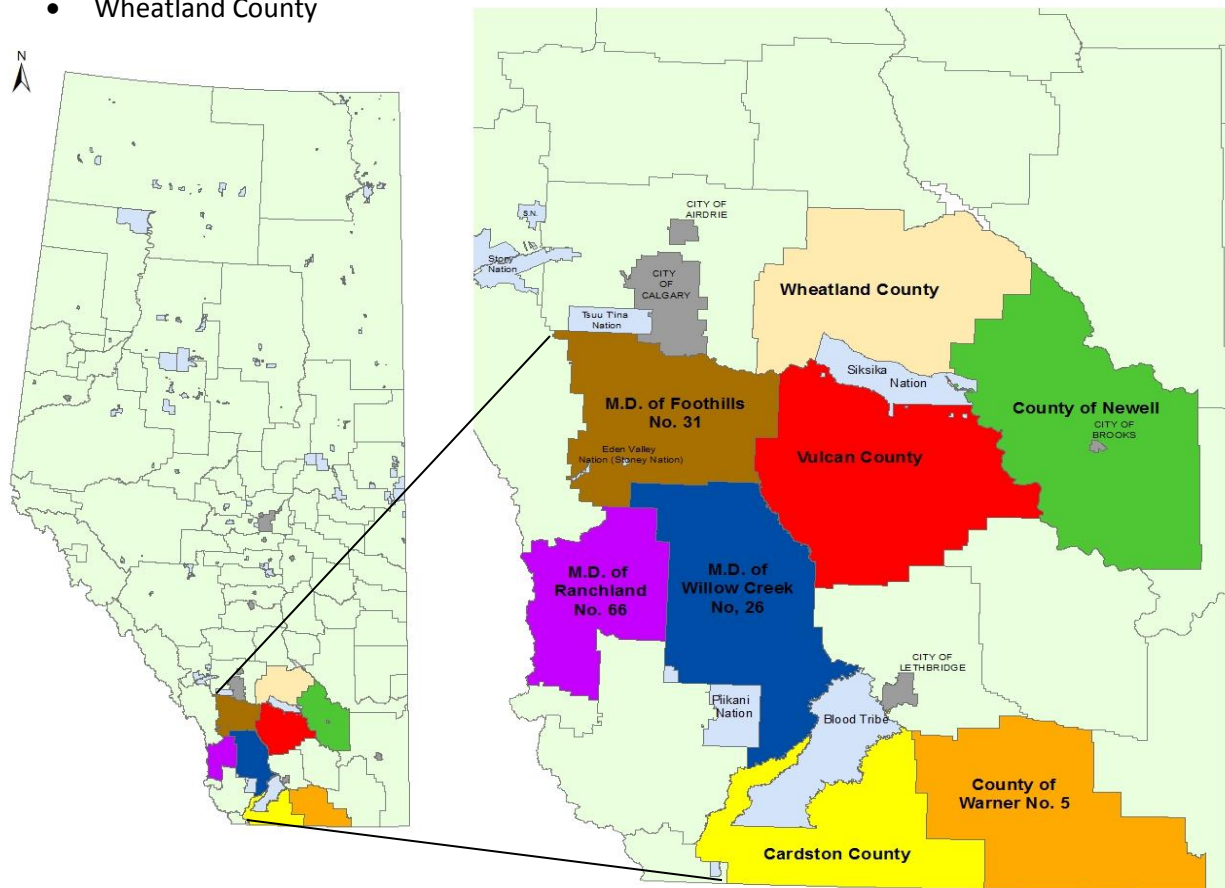 • Wheatland County
N
CITY OF
AIRDRIE
S.N.
Stony
Nation
CITY
OF
CALGARY
Wheatland County
Tsuu T'ina
Nation
Siksika
Nation
M.D. of Foothills
No. 31
County of Newell
CITY OF
BROOKS
Eden Valley
Nation (Stoney Nation)
Vulcan County
M.D. of
Ranchland
No. 66
M.D. of
Willow Creek
No, 26
CITY OF
LETHBRIDGE
Piikani
Nation
Blood Tribe
County of
Warner No. 5
Cardston County